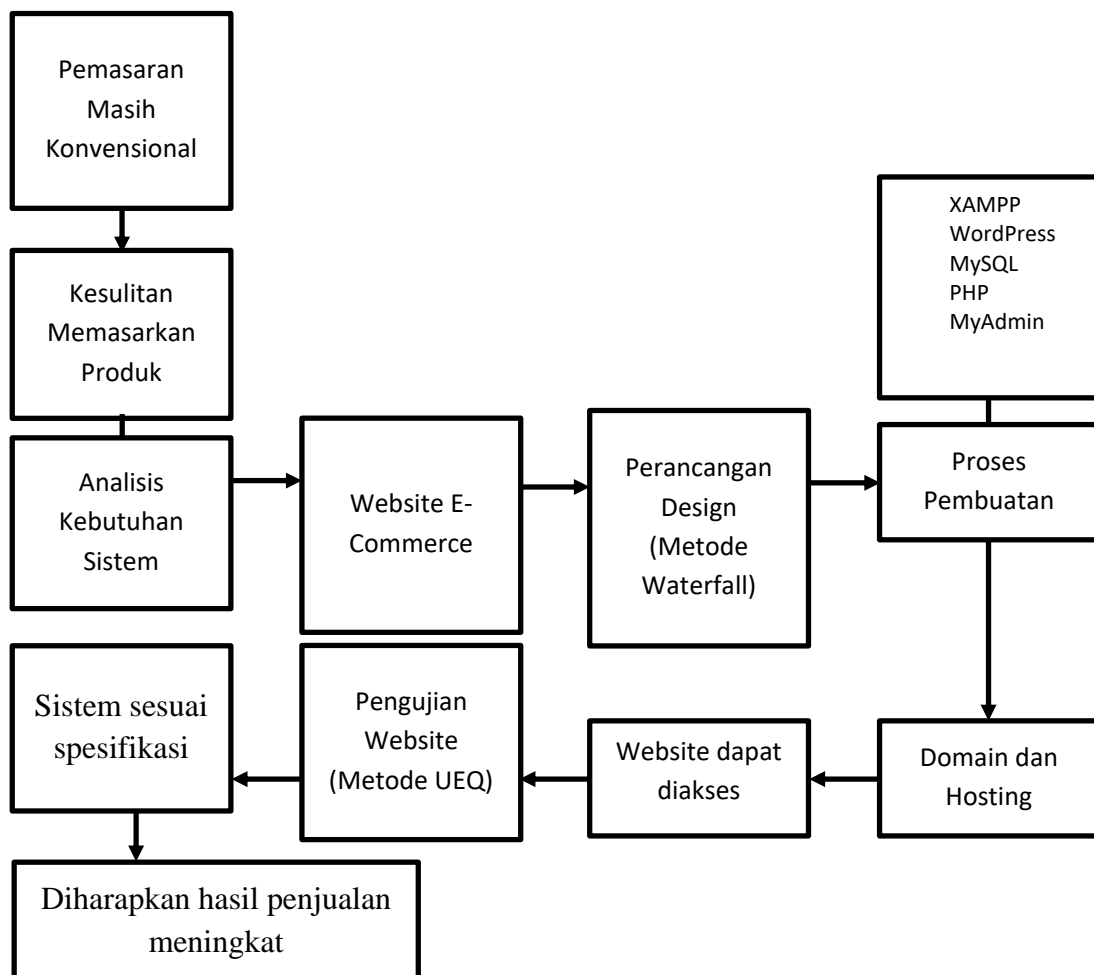 Pemasaran
Masih
Konvensional
Kesulitan
Memasarkan
Produk
Analisis
Kebutuhan
Sistem
Website E-
Commerce
Perancangan
Design
(Metode
Waterfall)
XAMPP
WordPress
MySQL
PHP
MyAdmin
Proses
Pembuatan
Domain dan
Hosting
Website dapat
diakses
Pengujian
Website
(Metode UEQ)
Sistem sesuai
spesifikasi
Diharapkan hasil penjualan
meningkat